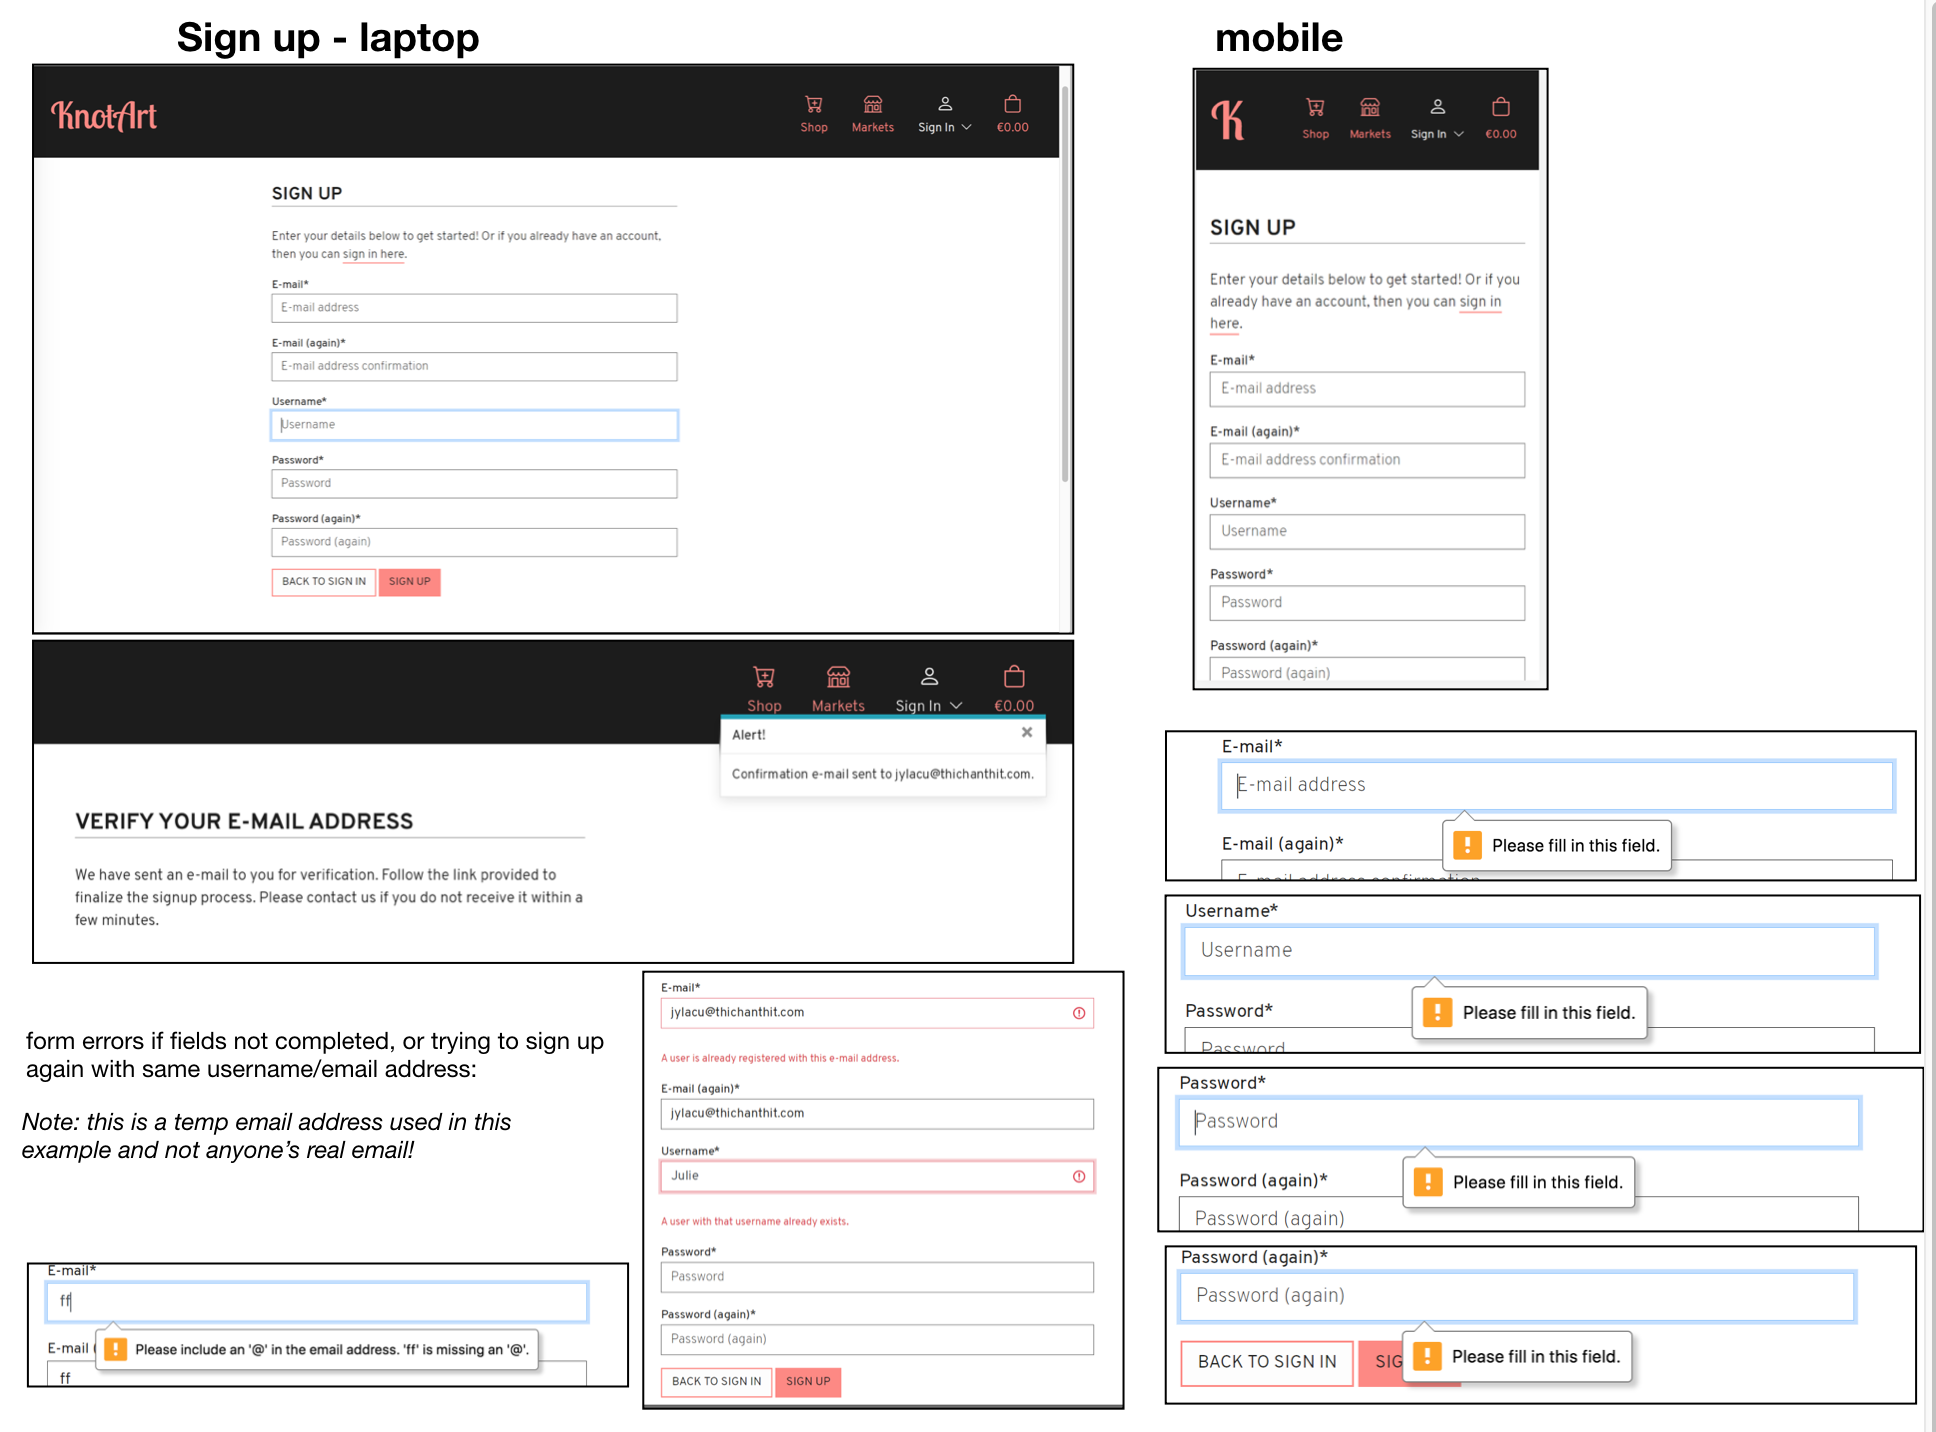 Sign up - laptop
KnotArt
Shop
Markets
Sign In
€0.00
SIGN UP
Enter your details below to get started! Or if you already have an account,
then you can sign in here.
E-mail*
E-mail address
E-mail (again)*
E-mail address confirmation
Username*
Username
Password*
Password
Password (again)*
Password (again)
BACK TO SIGN IN
SIGN UP
Shop
Markets
Sign In
€0.00
Alert!
Confirmation e-mail sent to jylacu@thichanthit.com.
VERIFY YOUR E-MAIL ADDRESS
We have sent an e-mail to you for verification. Follow the link provided to
finalize the signup process. Please contact us if you do not receive it within a
few minutes.
form errors if fields not completed, or trying to sign up
again with same username/email address:
Note: this is a temp email address used in this
example and not anyone's real email!
E-mail*
ff
Please include an '@' in the email address. 'ff' is missing an '@'.
E-mail (
ff
E-mail*
jylacu@thichanthit.com
A user is already registered with this e-mail address.
E-mail (again)*
jylacu@thichanthit.com
Username*
Julie
A user with that username already exists.
Password*
Password
Password (again)*
Password (again)
BACK TO SIGN IN
SIGN UP
mobile
K
Shop
Markets
Sign In
€0.00
SIGN UP
Enter your details below to get started! Or if you
already have an account, then you can sign in
here.
E-mail*
E-mail address
E-mail (again)*
E-mail address confirmation
Username*
Username
Password*
Password
Password (again)*
Password (again)
E-mail*
E-mail address
E-mail (again)*
Please fill in this field.
E-mail address confirmation
Username*
Username
Password*
Please fill in this field.
Password
Password*
Password
Password (again)*
Please fill in this field.
Password (again)
Password (again)*
Password (again)
BACK TO SIGN IN
SIG
Please fill in this field.